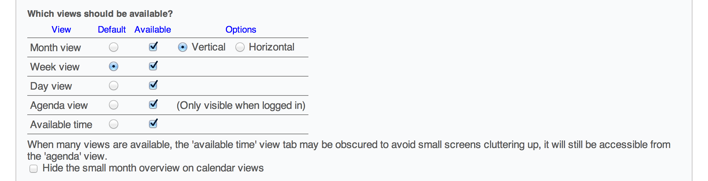 Which views should be available?
View Default Available Options
Month view Vertical Horizontal
Week view
Day view
Agenda view (Only visible when logged in)
Available time
When many views are available, the 'available time' view tab may be obscured to avoid small screens cluttering up, it will still be accessible from
the 'agenda' view.
Hide the small month overview on calendar views